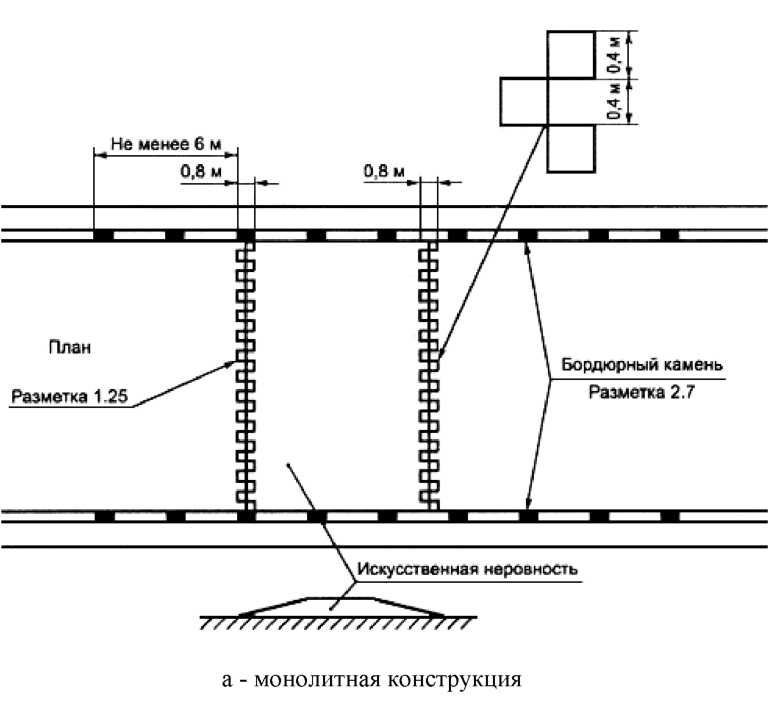 0,4 м
0,4 м
Не менее 6 м
0,8 м
0,8 м
План
Разметка 1.25
Бордюрный камень
Разметка 2.7
Искусственная неровность
а - монолитная конструкция